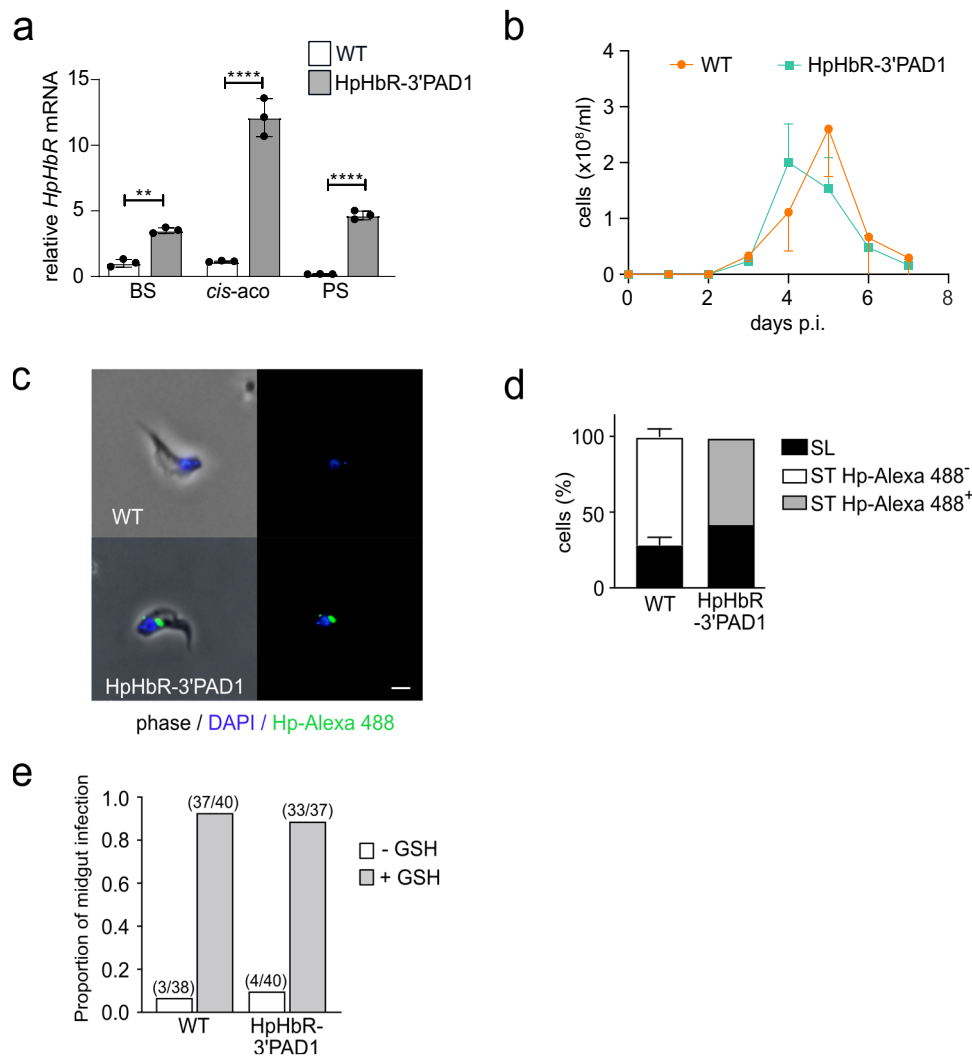 a
WT
HpHbR-3'PAD1
relative HpHbR mRNA
15
10
5
0
**
****
****
BS
cis-aco
PS
b
WT
HpHbR-3'PAD1
cells (x10⁸/ml)
4
3
2
1
0
0
2
4
6
8
days p.i.
c
WT
HpHbR-3'PAD1
phase / DAPI / Hp-Alexa 488
d
cells (%)
100
50
0
SL
ST Hp-Alexa 488⁻
ST Hp-Alexa 488⁺
WT
HpHbR
-3'PAD1
e
Proportion of midgut infection
1.0
0.8
0.6
0.4
0.2
0.0
(37/40)
(33/37)
(3/38)
(4/40)
- GSH
+ GSH
WT
HpHbR-
3'PAD1